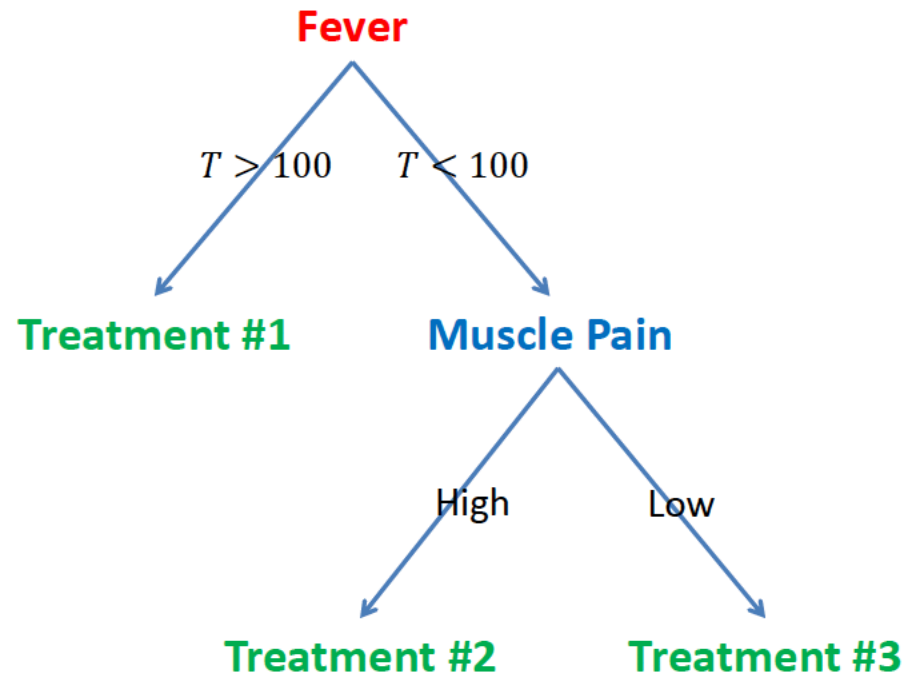 Fever
T > 100
T < 100
Treatment #1
Muscle Pain
High
Low
Treatment #2
Treatment #3